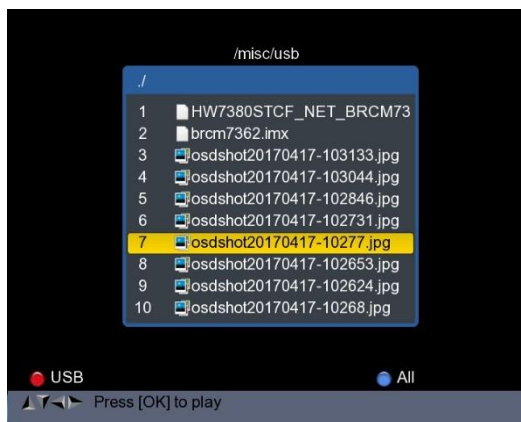 /misc/usb
./
1 HW7380STCF_NET_BRCM73
2 brcm7362.imx
3 osdshot20170417-103133.jpg
4 osdshot20170417-103044.jpg
5 osdshot20170417-102846.jpg
6 osdshot20170417-102731.jpg
7 osdshot20170417-10277.jpg
8 osdshot20170417-102653.jpg
9 osdshot20170417-102624.jpg
10 osdshot20170417-10268.jpg
USB All
Press [OK] to play